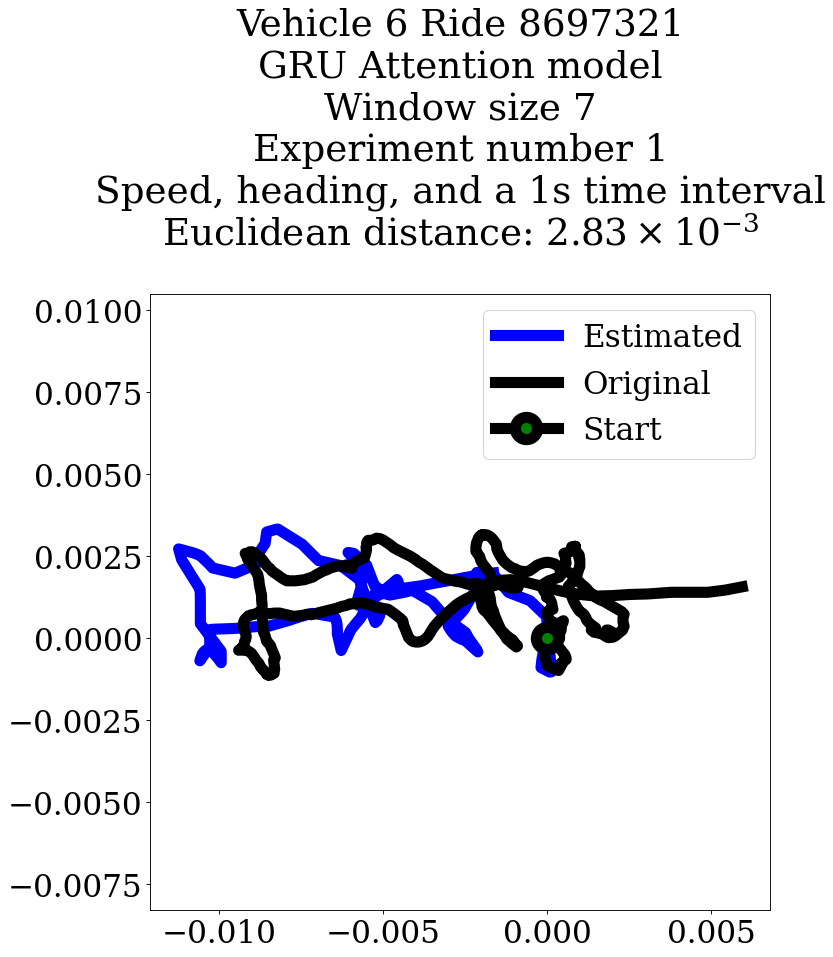 Vehicle 6 Ride 8697321
GRU Attention model
Window size 7
Experiment number 1
Speed, heading, and a 1s time interval
Euclidean distance: 2.83 × 10⁻³
0.0100
0.0075
0.0050
0.0025
0.0000
−0.0025
−0.0050
−0.0075
Estimated
Original
Start
−0.010
−0.005
0.000
0.005